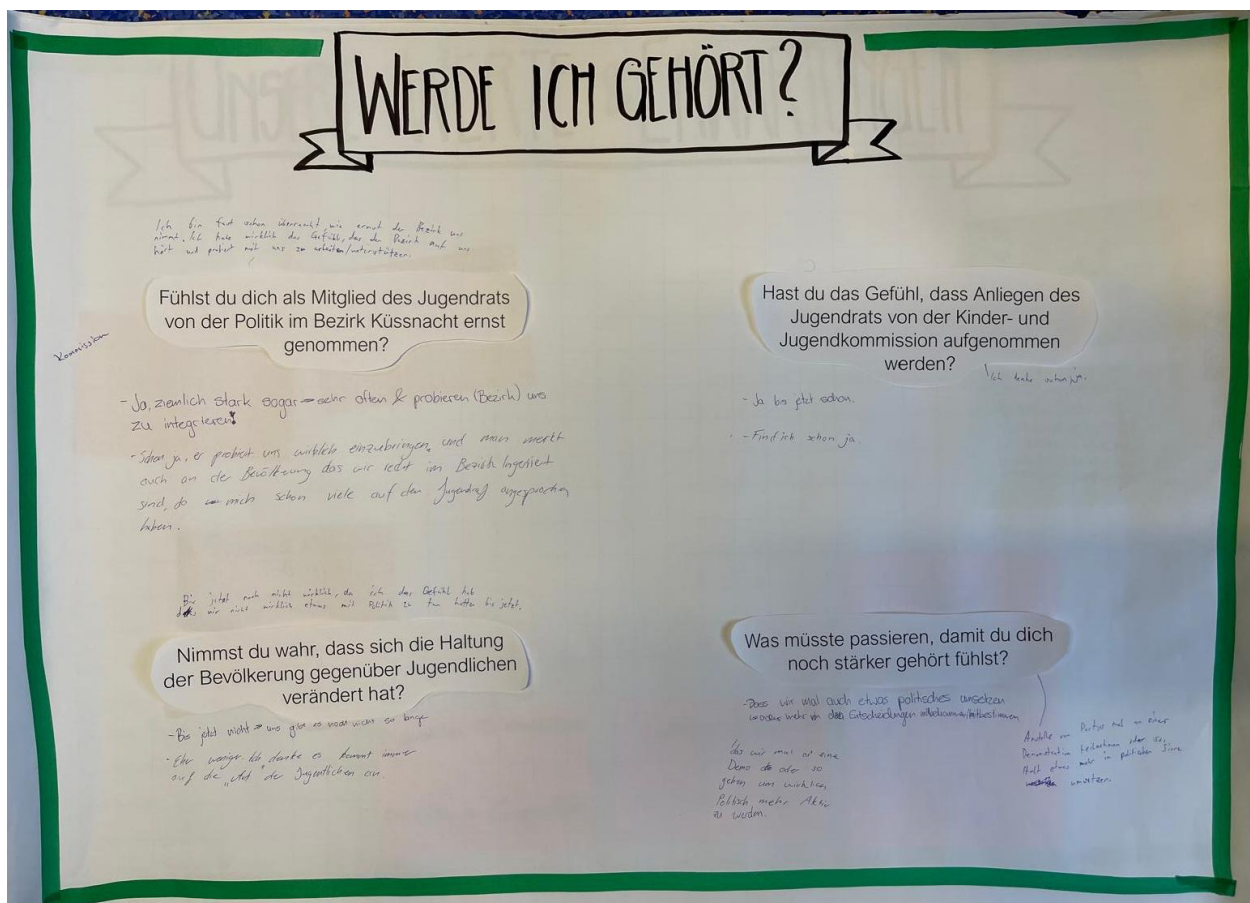 WERDE ICH GEHÖRT?
Ich bin fast schon überrascht, wie ernst der Bezirk uns
nimmt. Ich habe wirklich das Gefühl, das der Bezirk auf uns
hört und probiert mit uns zu arbeiten/unterstützen.
Fühlst du dich als Mitglied des Jugendrats
von der Politik im Bezirk Küssnacht ernst
genommen?
Kommission
- Ja, ziemlich stark sogar sehr offen & probieren (Bezirk) uns
zu integrieren!
- Schon ja, er probiert uns wirklich einzubringen, und man merkt
auch an der Bevölkerung das wir jetzt im Bezirk
sind, da mich schon viele auf den Jugendrat angesprochen
haben.
Hast du das Gefühl, dass Anliegen des
Jugendrats von der Kinder- und
Jugendkommission aufgenommen
werden?
Ich denke schon ja.
- Ja bis jetzt schon.
- Find ich schon ja.
Bis jetzt noch nicht wirklich, da ich das Gefühl hab
wir nicht wirklich etwas mit Politik zu tun hatten bis jetzt.
Nimmst du wahr, dass sich die Haltung
der Bevölkerung gegenüber Jugendlichen
verändert hat?
- Bis jetzt nicht uns gibt es noch nicht so lange
- Eher weniger. Ich denke es kommt immer
auf die „Art" der Jugentlichen an.
Was müsste passieren, damit du dich
noch stärker gehört fühlst?
- Dass wir mal auch etwas politisches umsetzen
mehr den Entscheidungen mitbekommen/mitbestimmen
das wir mal an eine
Demo oder so
gehen um wirklich
Politisch mehr Aktiv
zu werden.
Anstelle von Partys mal an einer
Demonstration teilnehmen oder so.
Halt etwas mehr im politischen Sinne
umsetzen.